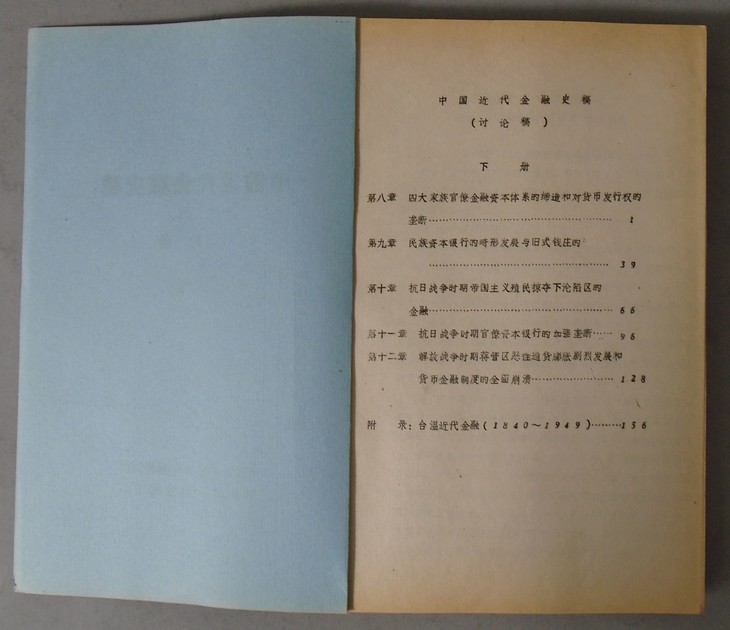 中国近代金融史稿
(讨论稿)
下 册
第八章 四大家族官僚金融资本体系的缔造和对货币发行权的
垄断………………………………… 1
第九章 民族资本银行的畸形发展与旧式钱庄的
………………………………… 39
第十章 抗日战争时期帝国主义殖民掠夺下沦陷区的
金融………………………………… 66
第十一章 抗日战争时期官僚资本银行的加强垄断…… 96
第十二章 解放战争时期蒋管区恶性通货膨胀剧烈发展和
货币金融制度的全面崩溃……………… 128
附 录:台湾近代金融(1840～1949)………156